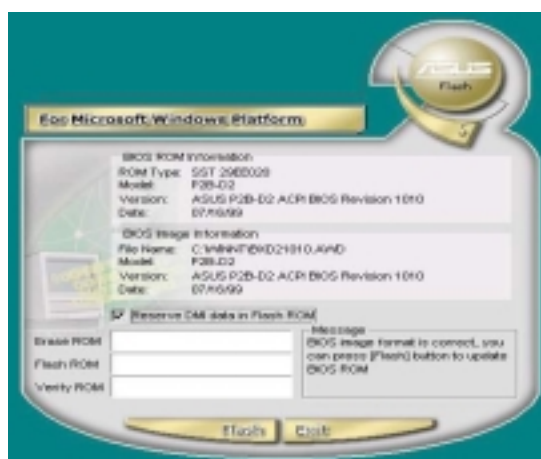 ASUS
Flash
For Microsoft Windows Platform
BIOS ROM Information
ROM Type: SST 29EE020
Model: P2B-D2
Version: ASUS P2B-D2 ACPI BIOS Revision 1010
Date: 07/16/99
BIOS Image Information
File Name: C:\WINNT\BXD21010.AWD
Model: P2B-D2
Version: ASUS P2B-D2 ACPI BIOS Revision 1010
Date: 07/16/99
Reserve DMI data in Flash ROM
Erase ROM
Flash ROM
Verify ROM
Message
BIOS image format is correct, you
can press [Flash] button to update
BIOS ROM
Flash
Exit